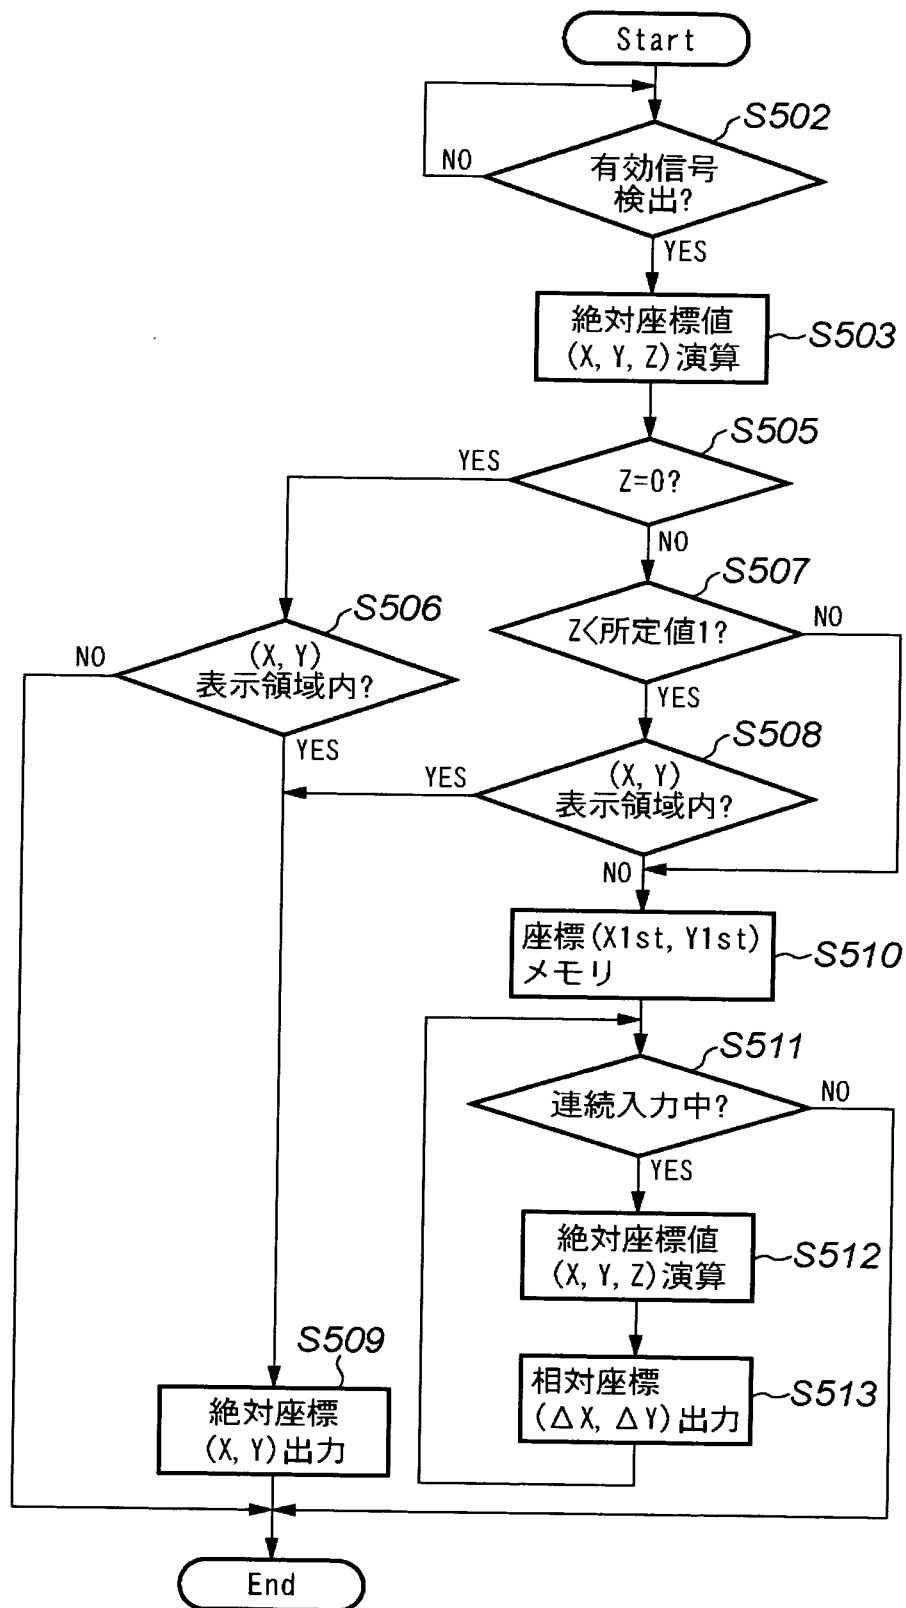 Start
S502
NO
有効信号
検出?
YES
絶対座標値
(X, Y, Z)演算
S503
S505
YES
Z=0?
NO
S507
Z<所定値1?
NO
S506
(X, Y)
表示領域内?
NO
YES
YES
S508
(X, Y)
表示領域内?
YES
NO
座標(X1st, Y1st)
メモリ
S510
S511
連続入力中?
NO
YES
絶対座標値
(X, Y, Z)演算
S512
相対座標
(ΔX, ΔY)出力
S513
S509
絶対座標
(X, Y)出力
End